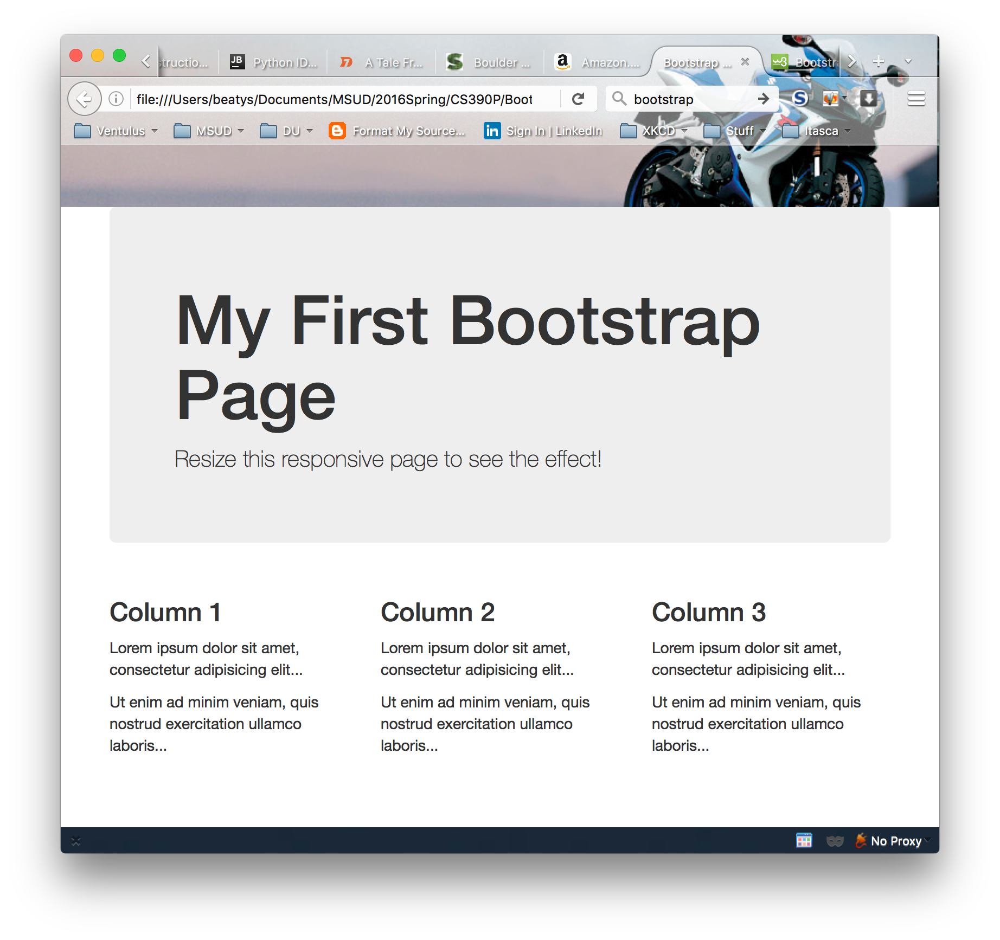 structio...
JB Python ID...
A Tale Fr...
S Boulder ...
a Amazon....
Bootstrap ...
w3 Bootstr
file:///Users/beatys/Documents/MSUD/2016Spring/CS390P/Boot
bootstrap
S
Ventulus
MSUD
DU
Format My Source...
in Sign In | LinkedIn
XKCD
Stuff
Itasca
My First Bootstrap
Page
Resize this responsive page to see the effect!
Column 1
Lorem ipsum dolor sit amet,
consectetur adipisicing elit...
Ut enim ad minim veniam, quis
nostrud exercitation ullamco
laboris...
Column 2
Lorem ipsum dolor sit amet,
consectetur adipisicing elit...
Ut enim ad minim veniam, quis
nostrud exercitation ullamco
laboris...
Column 3
Lorem ipsum dolor sit amet,
consectetur adipisicing elit...
Ut enim ad minim veniam, quis
nostrud exercitation ullamco
laboris...
No Proxy